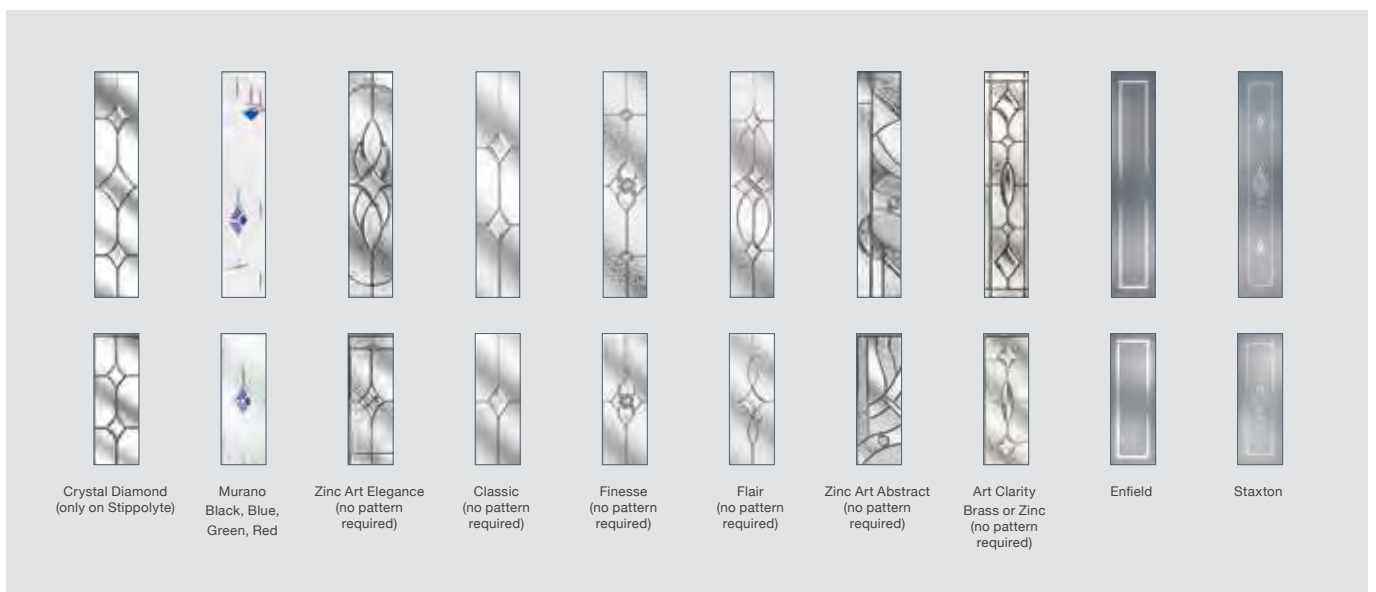 Crystal Diamond
(only on Stippolyte)
Murano
Black, Blue,
Green, Red
Zinc Art Elegance
(no pattern
required)
Classic
(no pattern
required)
Finesse
(no pattern
required)
Flair
(no pattern
required)
Zinc Art Abstract
(no pattern
required)
Art Clarity
Brass or Zinc
(no pattern
required)
Enfield
Staxton